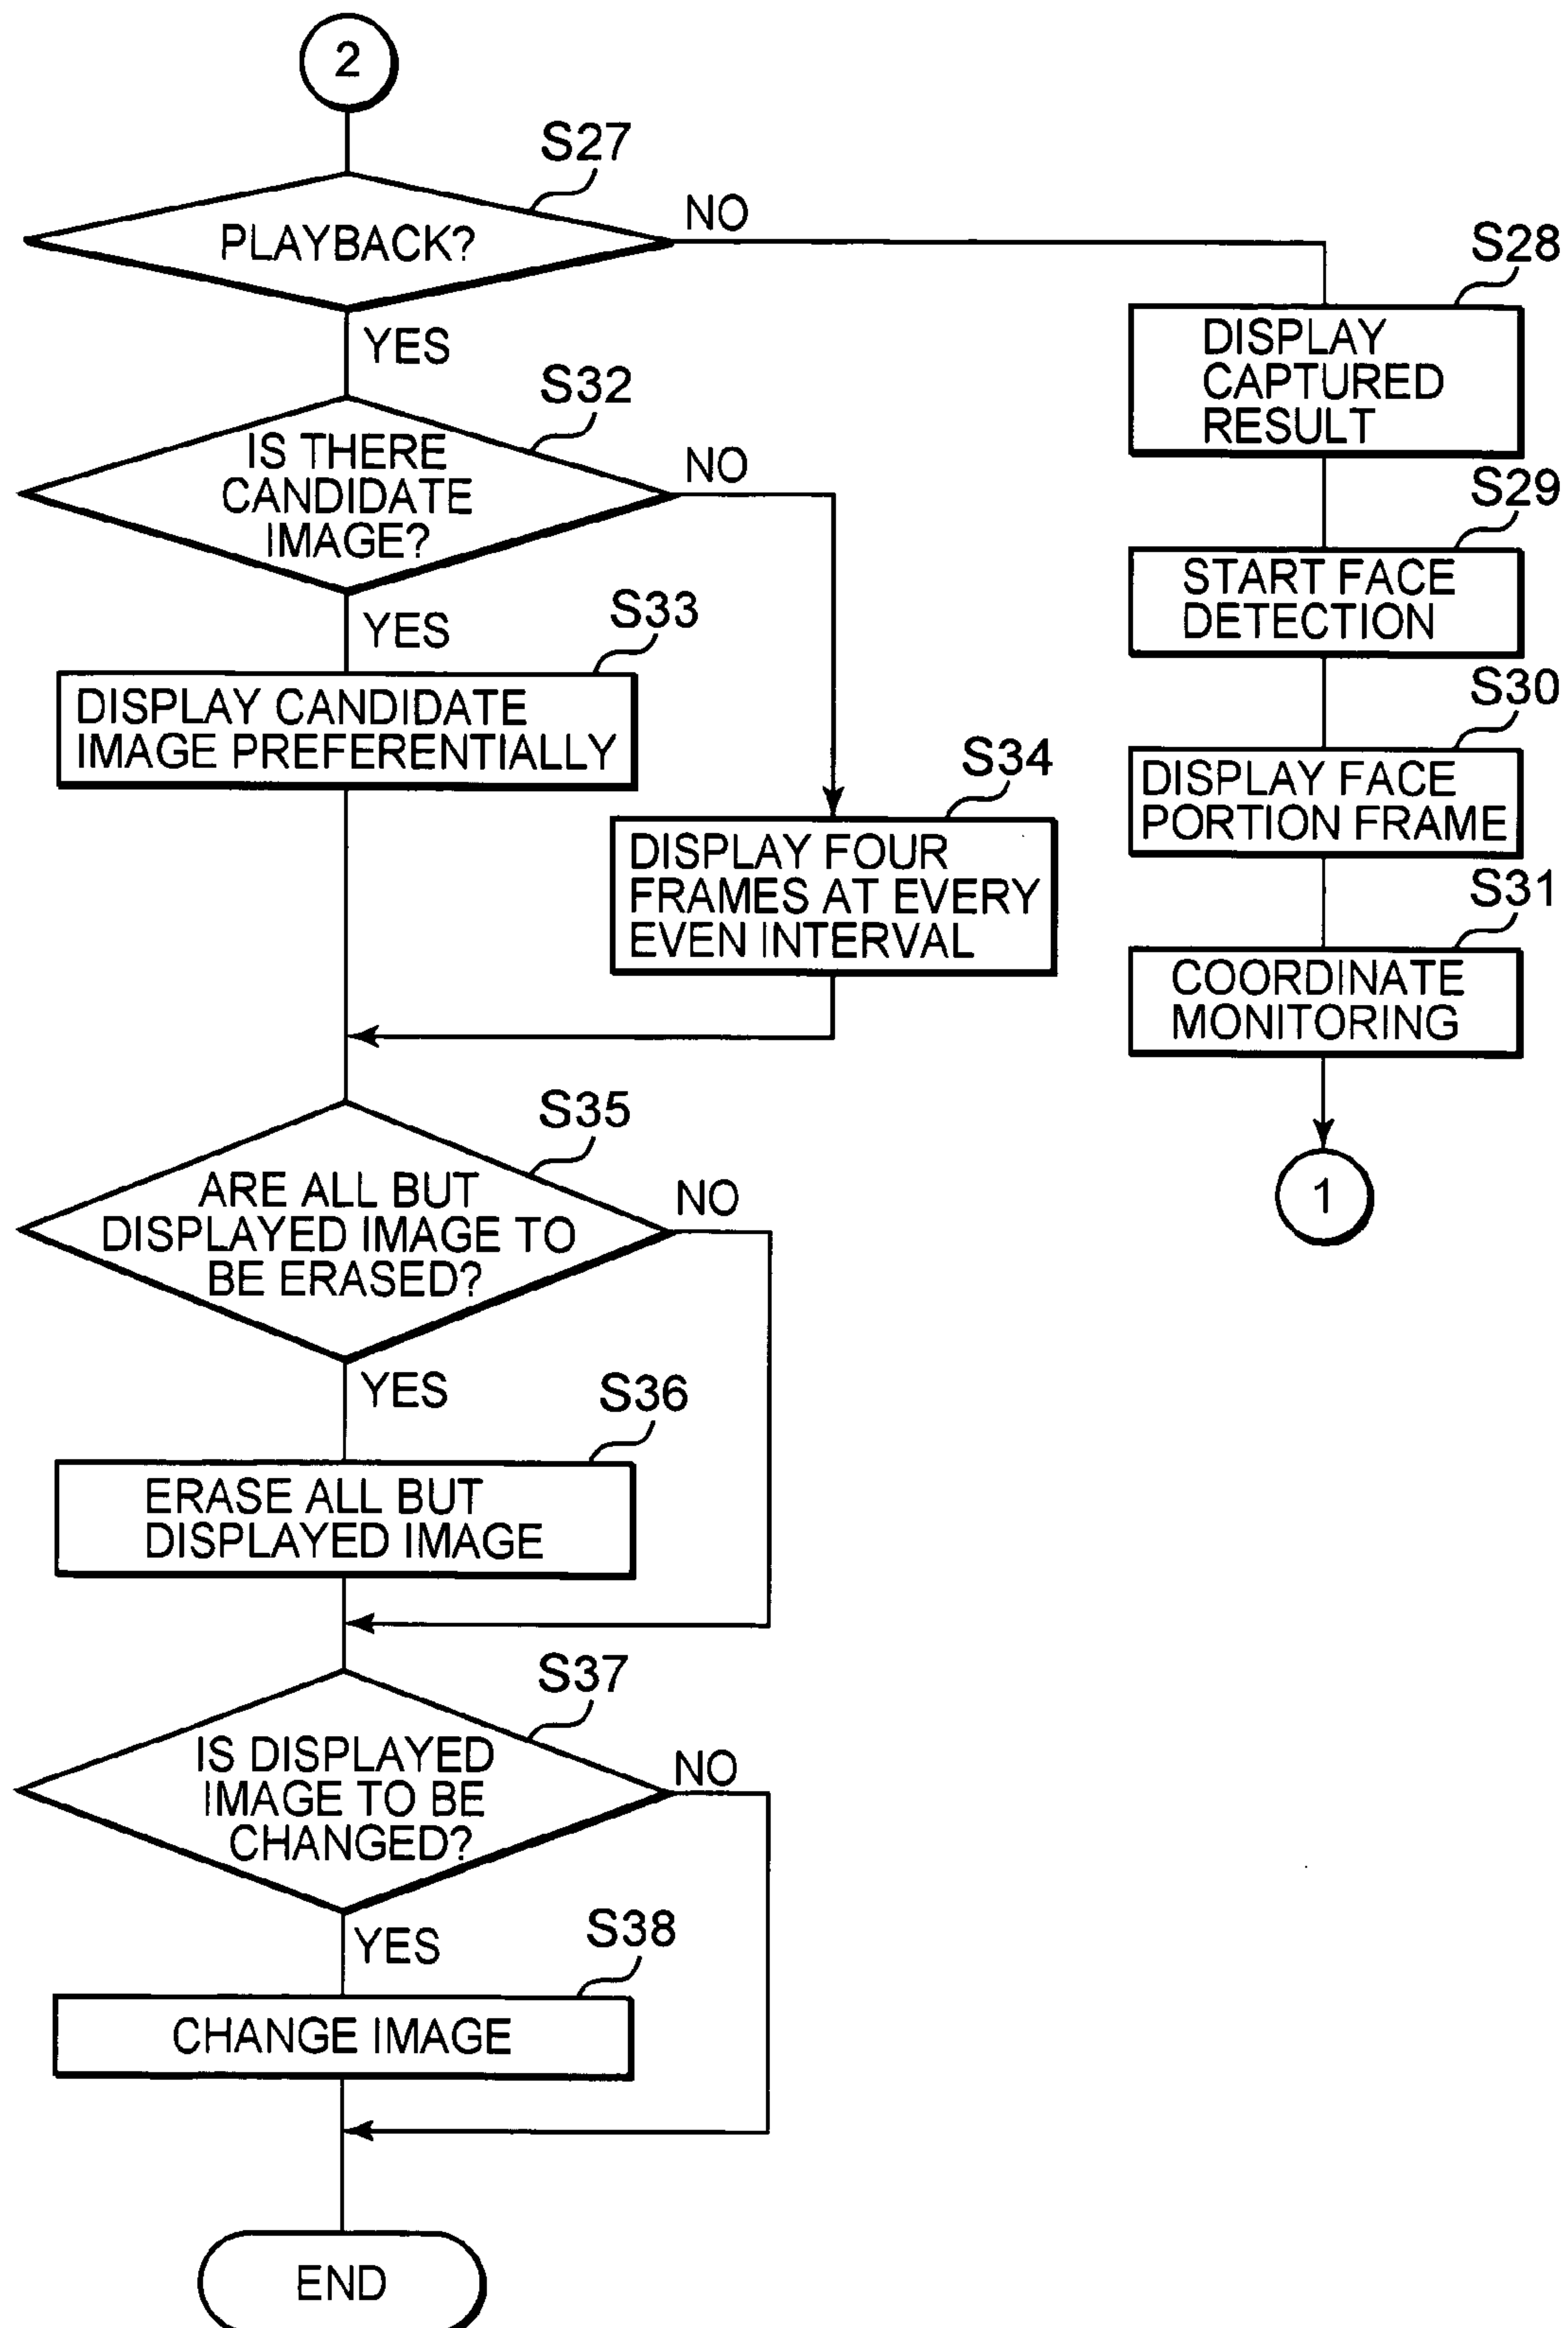 2
S27
PLAYBACK?
NO
YES
S28
DISPLAY
CAPTURED
RESULT
S29
START FACE
DETECTION
S30
DISPLAY FACE
PORTION FRAME
S31
COORDINATE
MONITORING
1
S32
IS THERE
CANDIDATE
IMAGE?
NO
YES
S33
DISPLAY CANDIDATE
IMAGE PREFERENTIALLY
S34
DISPLAY FOUR
FRAMES AT EVERY
EVEN INTERVAL
S35
ARE ALL BUT
DISPLAYED IMAGE TO
BE ERASED?
NO
YES
S36
ERASE ALL BUT
DISPLAYED IMAGE
S37
IS DISPLAYED
IMAGE TO BE
CHANGED?
NO
YES
S38
CHANGE IMAGE
END